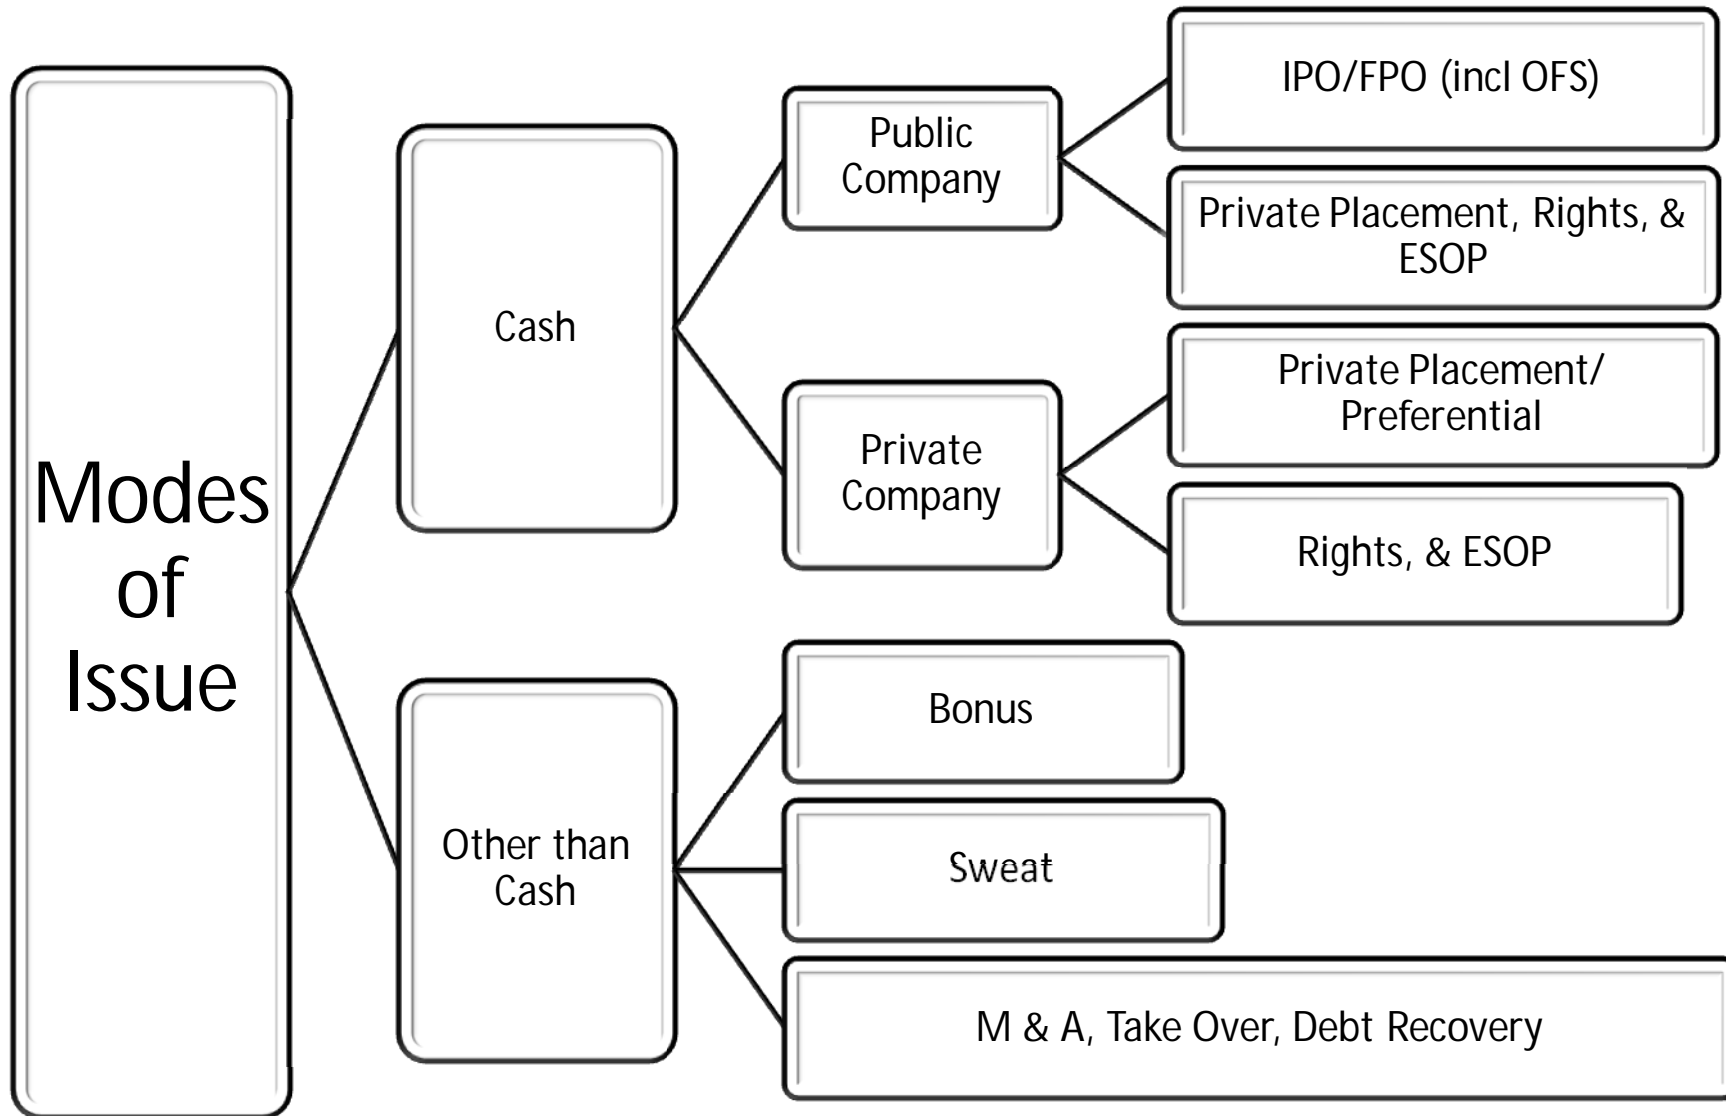 Modes
of
Issue
Cash
Public
Company
IPO/FPO (incl OFS)
Private Placement, Rights, &
ESOP
Private
Company
Private Placement/
Preferential
Rights, & ESOP
Other than
Cash
Bonus
Sweat
M & A, Take Over, Debt Recovery